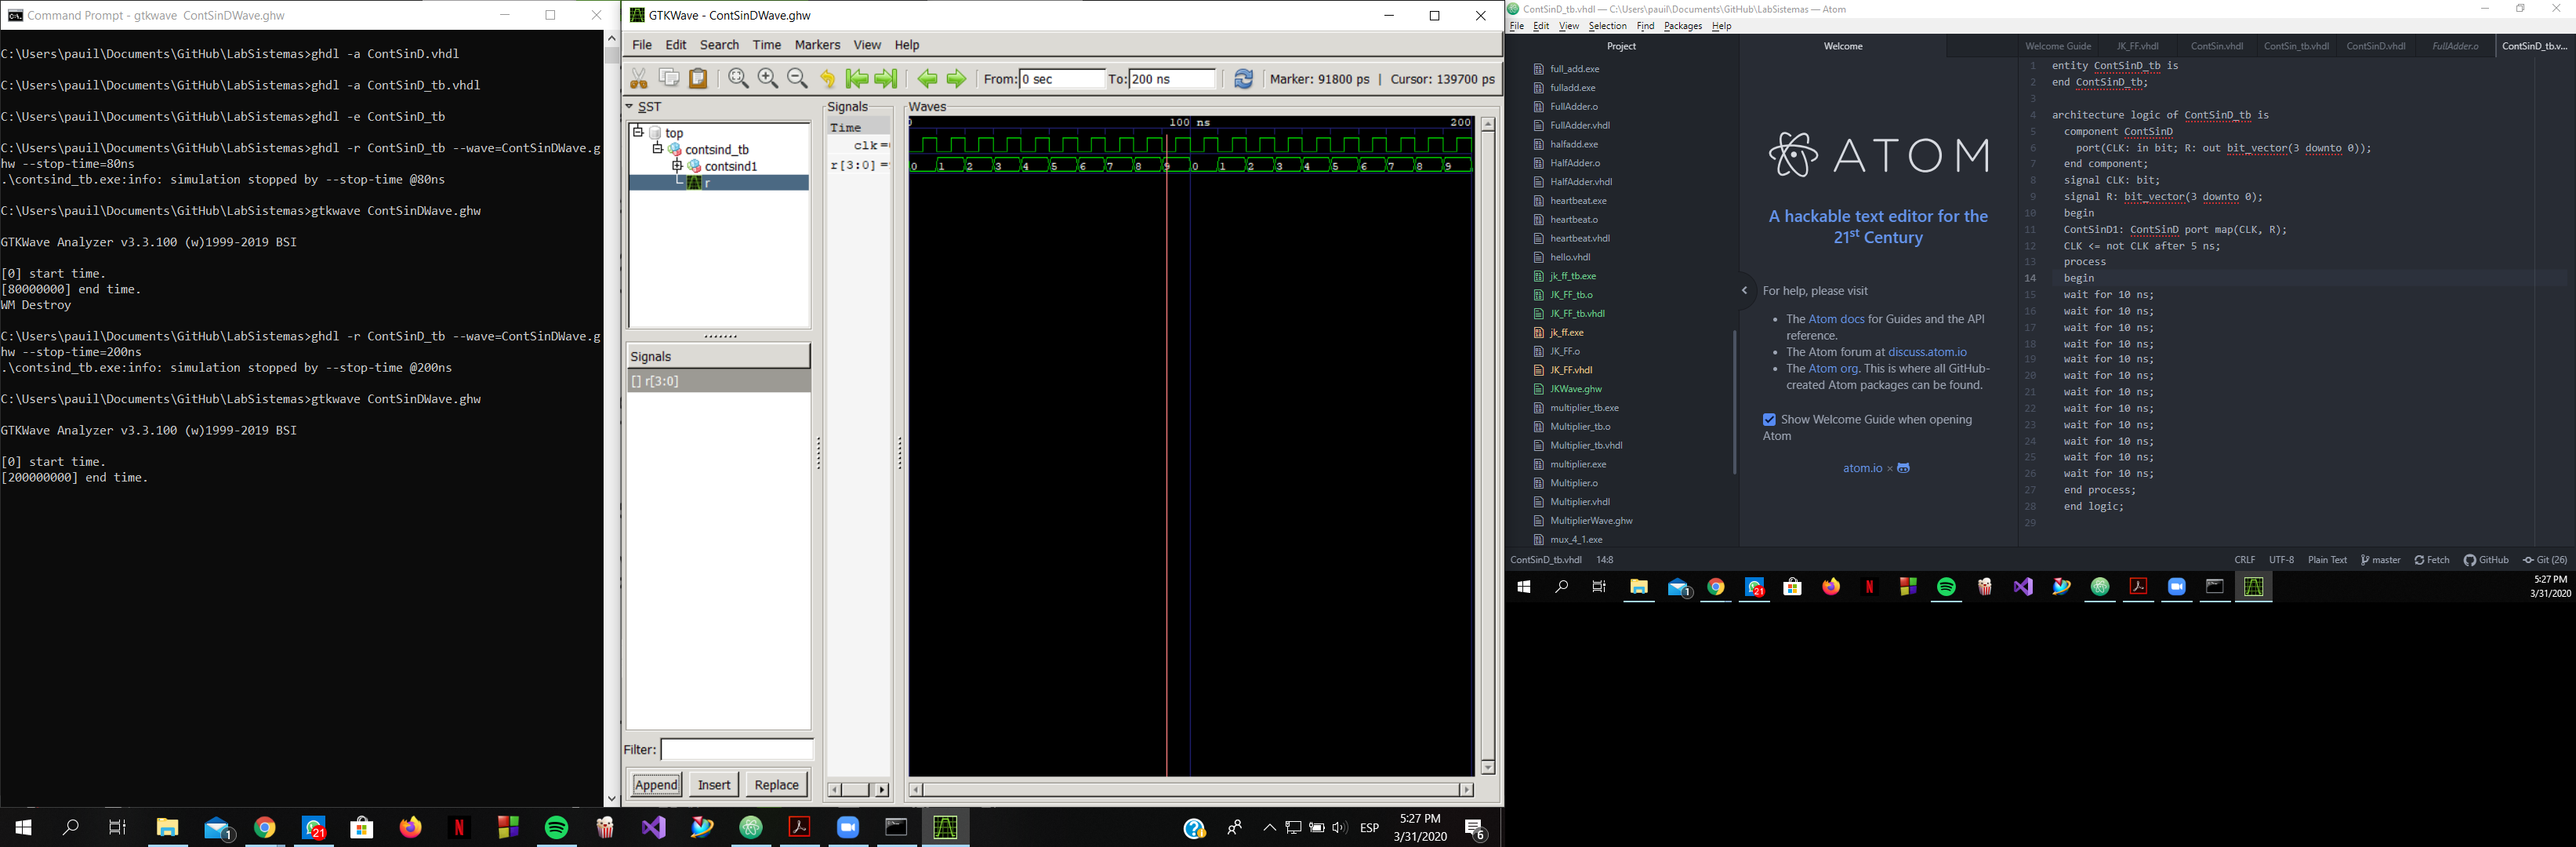 Command Prompt - gtkwave  ContSinDWave.ghw
C:\Users\pauil\Documents\GitHub\LabSistemas>ghdl -a ContSinD.vhdl
C:\Users\pauil\Documents\GitHub\LabSistemas>ghdl -a ContSinD_tb.vhdl
C:\Users\pauil\Documents\GitHub\LabSistemas>ghdl -e ContSinD_tb
C:\Users\pauil\Documents\GitHub\LabSistemas>ghdl -r ContSinD_tb --wave=ContSinDWave.g
hw --stop-time=80ns
.\contsind_tb.exe:info: simulation stopped by --stop-time @80ns
C:\Users\pauil\Documents\GitHub\LabSistemas>gtkwave ContSinDWave.ghw
GTKWave Analyzer v3.3.100 (w)1999-2019 BSI
[0] start time.
[80000000] end time.
WM Destroy
C:\Users\pauil\Documents\GitHub\LabSistemas>ghdl -r ContSinD_tb --wave=ContSinDWave.g
hw --stop-time=200ns
.\contsind_tb.exe:info: simulation stopped by --stop-time @200ns
C:\Users\pauil\Documents\GitHub\LabSistemas>gtkwave ContSinDWave.ghw
GTKWave Analyzer v3.3.100 (w)1999-2019 BSI
[0] start time.
[200000000] end time.
GTKWave - ContSinDWave.ghw
File Edit Search Time Markers View Help
From: 0 sec To: 200 ns Marker: 91800 ps | Cursor: 139700 ps
SST
top
contsind_tb
contsind1
r
Signals
[] r[3:0]
Filter:
Append Insert Replace
Signals
Time
clk =
r[3:0] =
Waves
0 100 ns 200
0 1 2 3 4 5 6 7 8 9 0 1 2 3 4 5 6 7 8 9
ContSinD_tb.vhdl — C:\Users\pauil\Documents\GitHub\LabSistemas — Atom
File Edit View Selection Find Packages Help
Project
full_add.exe
fulladd.exe
FullAdder.o
FullAdder.vhdl
halfadd.exe
HalfAdder.o
HalfAdder.vhdl
heartbeat.exe
heartbeat.o
heartbeat.vhdl
hello.vhdl
jk_ff_tb.exe
JK_FF_tb.o
JK_FF_tb.vhdl
jk_ff.exe
JK_FF.o
JK_FF.vhdl
JKWave.ghw
multiplier_tb.exe
Multiplier_tb.o
Multiplier_tb.vhdl
multiplier.exe
Multiplier.o
Multiplier.vhdl
MultiplierWave.ghw
mux_4_1.exe
Welcome
ATOM
A hackable text editor for the
21st Century
For help, please visit
• The Atom docs for Guides and the API
reference.
• The Atom forum at discuss.atom.io
• The Atom org. This is where all GitHub-
created Atom packages can be found.
Show Welcome Guide when opening
Atom
atom.io ×
Welcome Guide JK_FF.vhdl ContSin.vhdl ContSin_tb.vhdl ContSinD.vhdl FullAdder.o ContSinD_tb.v...
1 entity ContSinD_tb is
2 end ContSinD_tb;
3
4 architecture logic of ContSinD_tb is
5 component ContSinD
6 port(CLK: in bit; R: out bit_vector(3 downto 0));
7 end component;
8 signal CLK: bit;
9 signal R: bit_vector(3 downto 0);
10 begin
11 ContSinD1: ContSinD port map(CLK, R);
12 CLK <= not CLK after 5 ns;
13 process
14 begin
15 wait for 10 ns;
16 wait for 10 ns;
17 wait for 10 ns;
18 wait for 10 ns;
19 wait for 10 ns;
20 wait for 10 ns;
21 wait for 10 ns;
22 wait for 10 ns;
23 wait for 10 ns;
24 wait for 10 ns;
25 wait for 10 ns;
26 wait for 10 ns;
27 end process;
28 end logic;
29
ContSinD_tb.vhdl 14:8 CRLF UTF-8 Plain Text master Fetch GitHub Git (26)
1 21 5:27 PM
3/31/2020
1 21 ESP 5:27 PM
3/31/2020 6